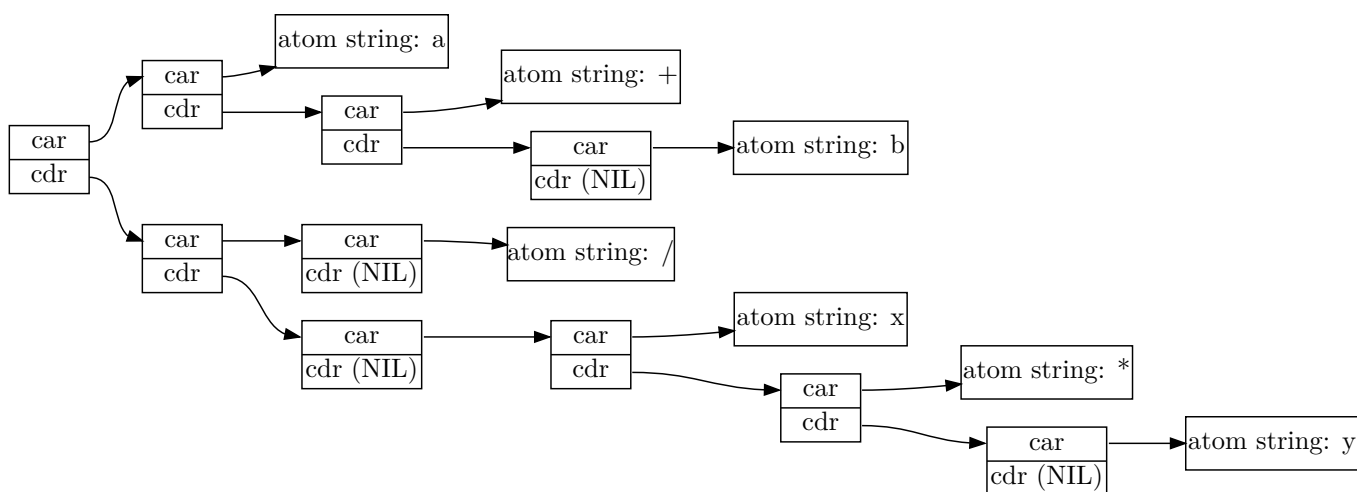 atom string: a
car
cdr
atom string: +
car
cdr
car
cdr
atom string: b
car
cdr (NIL)
car
cdr
car
cdr (NIL)
atom string: /
car
cdr (NIL)
car
cdr
atom string: x
car
cdr
atom string: *
car
cdr (NIL)
atom string: y